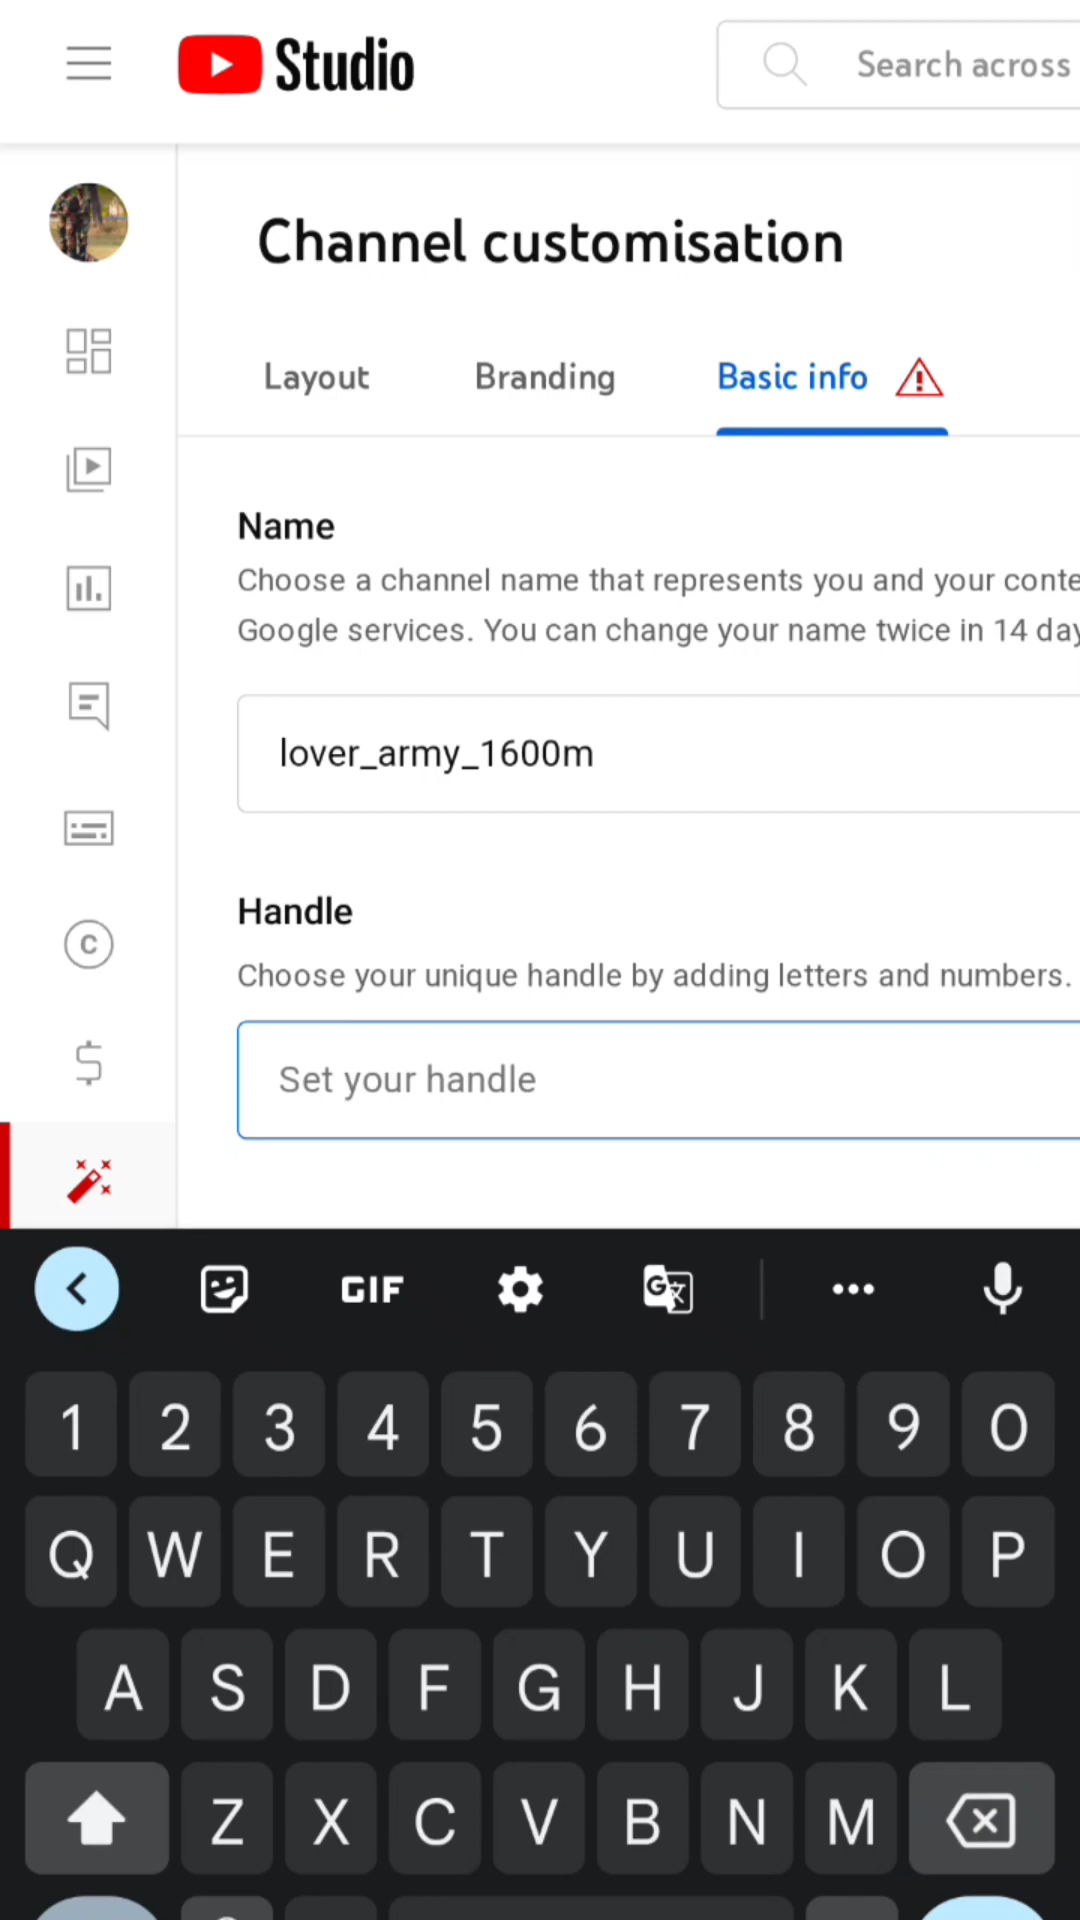 Studio
Search across
Channel customisation
Layout
Branding
Basic info
Name
Choose a channel name that represents you and your conte
Google services. You can change your name twice in 14 day
lover_army_1600m
Handle
Choose your unique handle by adding letters and numbers.
Set your handle
C
GIF
G
1 2 3 4 5 6 7 8 9 0
Q W E R T Y U I O P
A S D F G H J K L
Z X C V B N M